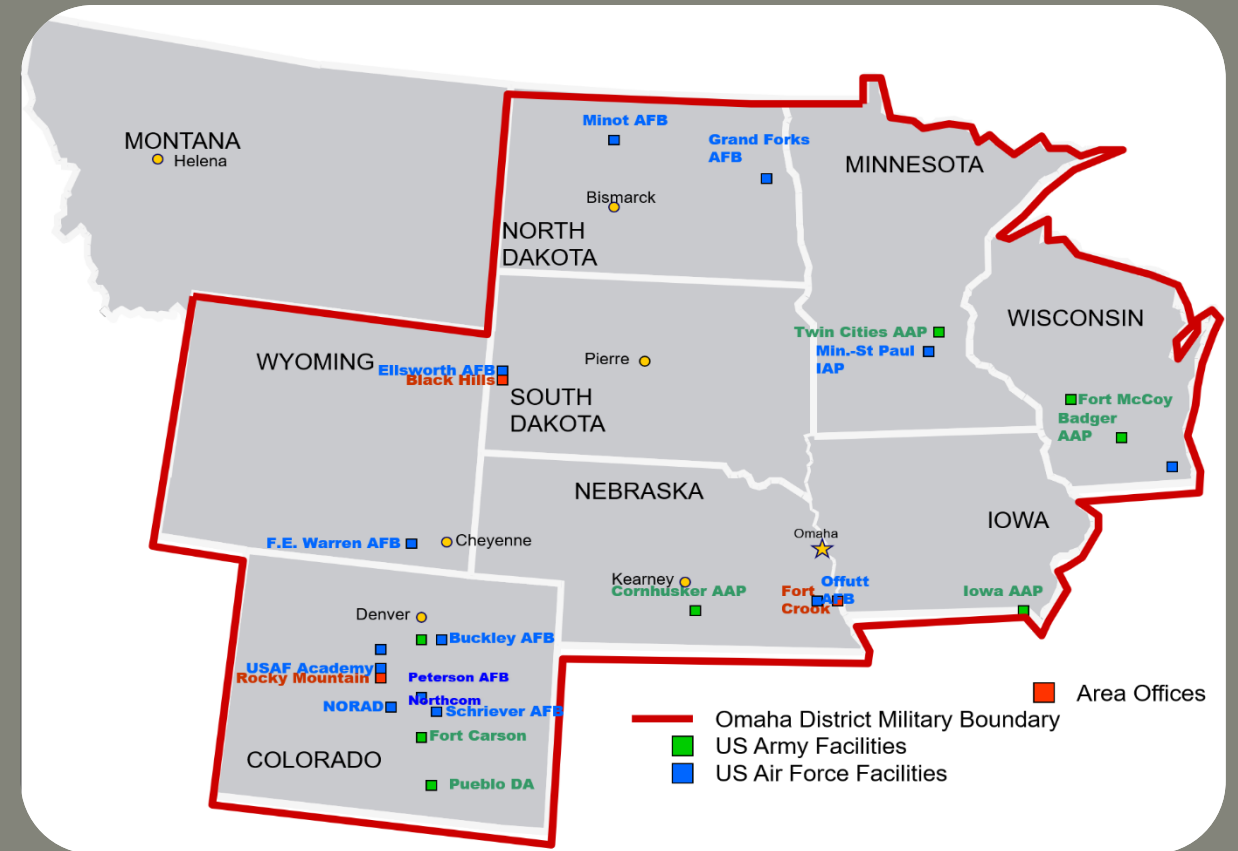 MONTANA
Helena
Minot AFB
Grand Forks
AFB
MINNESOTA
Bismarck
NORTH
DAKOTA
WISCONSIN
Twin Cities AAP
Min.-St Paul
IAP
WYOMING
Pierre
Ellsworth AFB
Black Hills
SOUTH
DAKOTA
Fort McCoy
Badger
AAP
NEBRASKA
IOWA
Omaha
F.E. Warren AFB
Cheyenne
Kearney
Cornhusker AAP
Fort
Crook
Offutt
AFB
Iowa AAP
Denver
Buckley AFB
USAF Academy
Rocky Mountain
Peterson AFB
Northcom
NORAD
Schriever AFB
Fort Carson
COLORADO
Pueblo DA
Area Offices
Omaha District Military Boundary
US Army Facilities
US Air Force Facilities